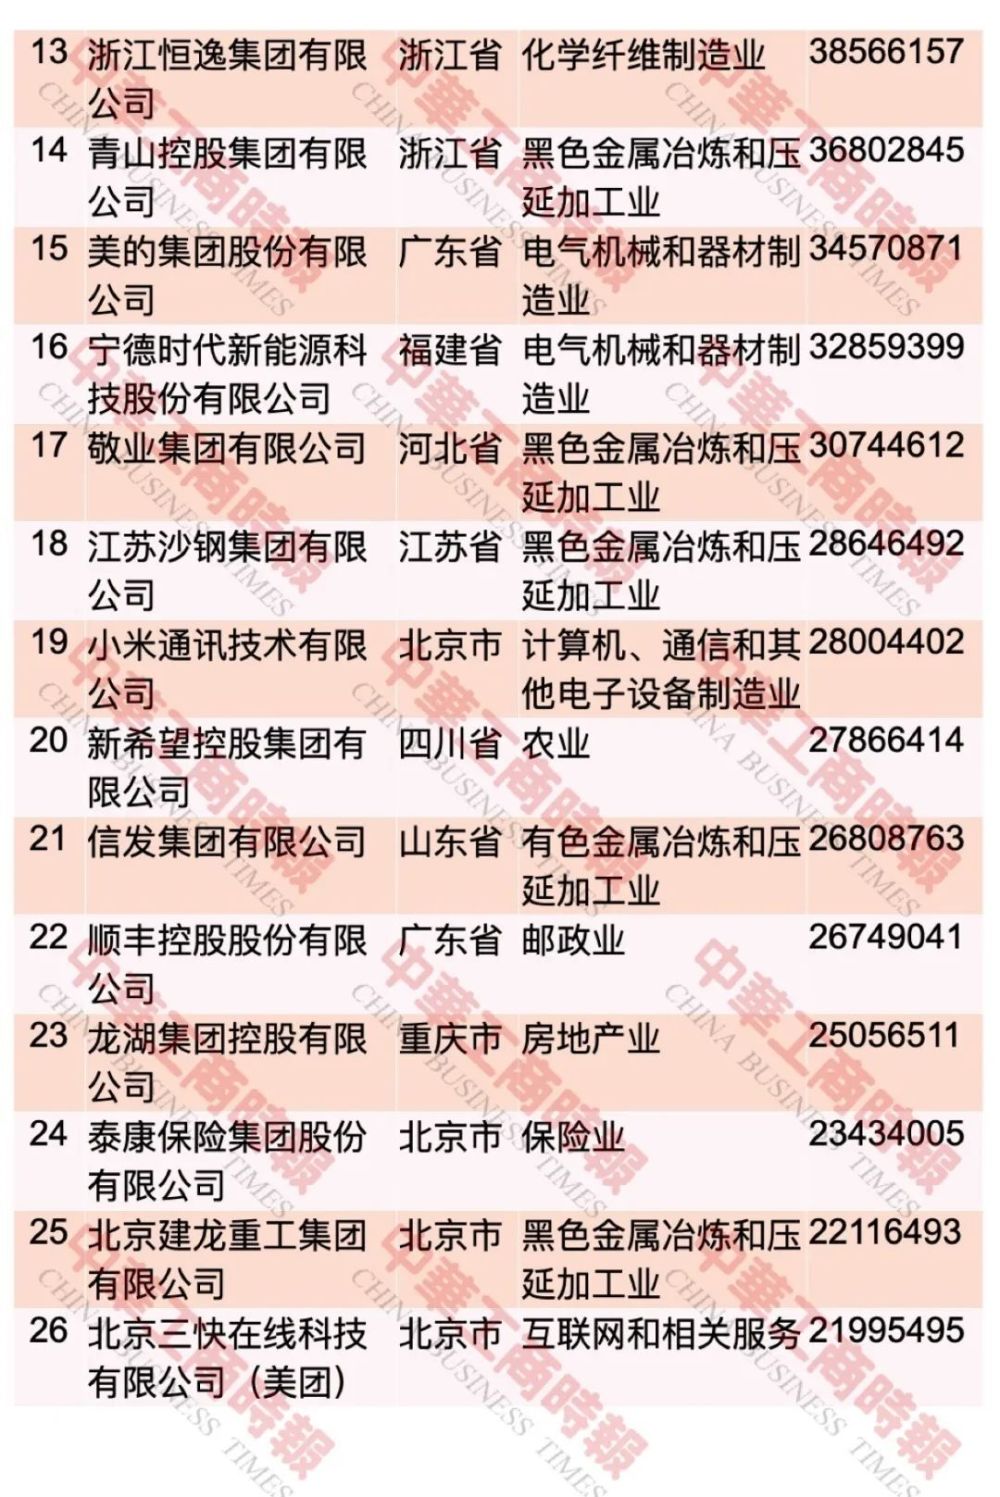 13 浙江恒逸集团有限 浙江省 化学纤维制造业 38566157
公司
14 青山控股集团有限 浙江省 黑色金属冶炼和压 36802845
公司 延加工业
15 美的集团股份有限 广东省 电气机械和器材制 34570871
公司 造业
16 宁德时代新能源科 福建省 电气机械和器材制 32859399
技股份有限公司 造业
17 敬业集团有限公司 河北省 黑色金属冶炼和压 30744612
延加工业
18 江苏沙钢集团有限 江苏省 黑色金属冶炼和压 28646492
公司 延加工业
19 小米通讯技术有限 北京市 计算机、通信和其 28004402
公司 他电子设备制造业
20 新希望控股集团有 四川省 农业 27866414
限公司
21 信发集团有限公司 山东省 有色金属冶炼和压 26808763
延加工业
22 顺丰控股股份有限 广东省 邮政业 26749041
公司
23 龙湖集团控股有限 重庆市 房地产业 25056511
公司
24 泰康保险集团股份 北京市 保险业 23434005
有限公司
25 北京建龙重工集团 北京市 黑色金属冶炼和压 22116493
有限公司 延加工业
26 北京三快在线科技 北京市 互联网和相关服务 21995495
有限公司（美团）
中華工商時報
CHINA BUSINESS TIMES